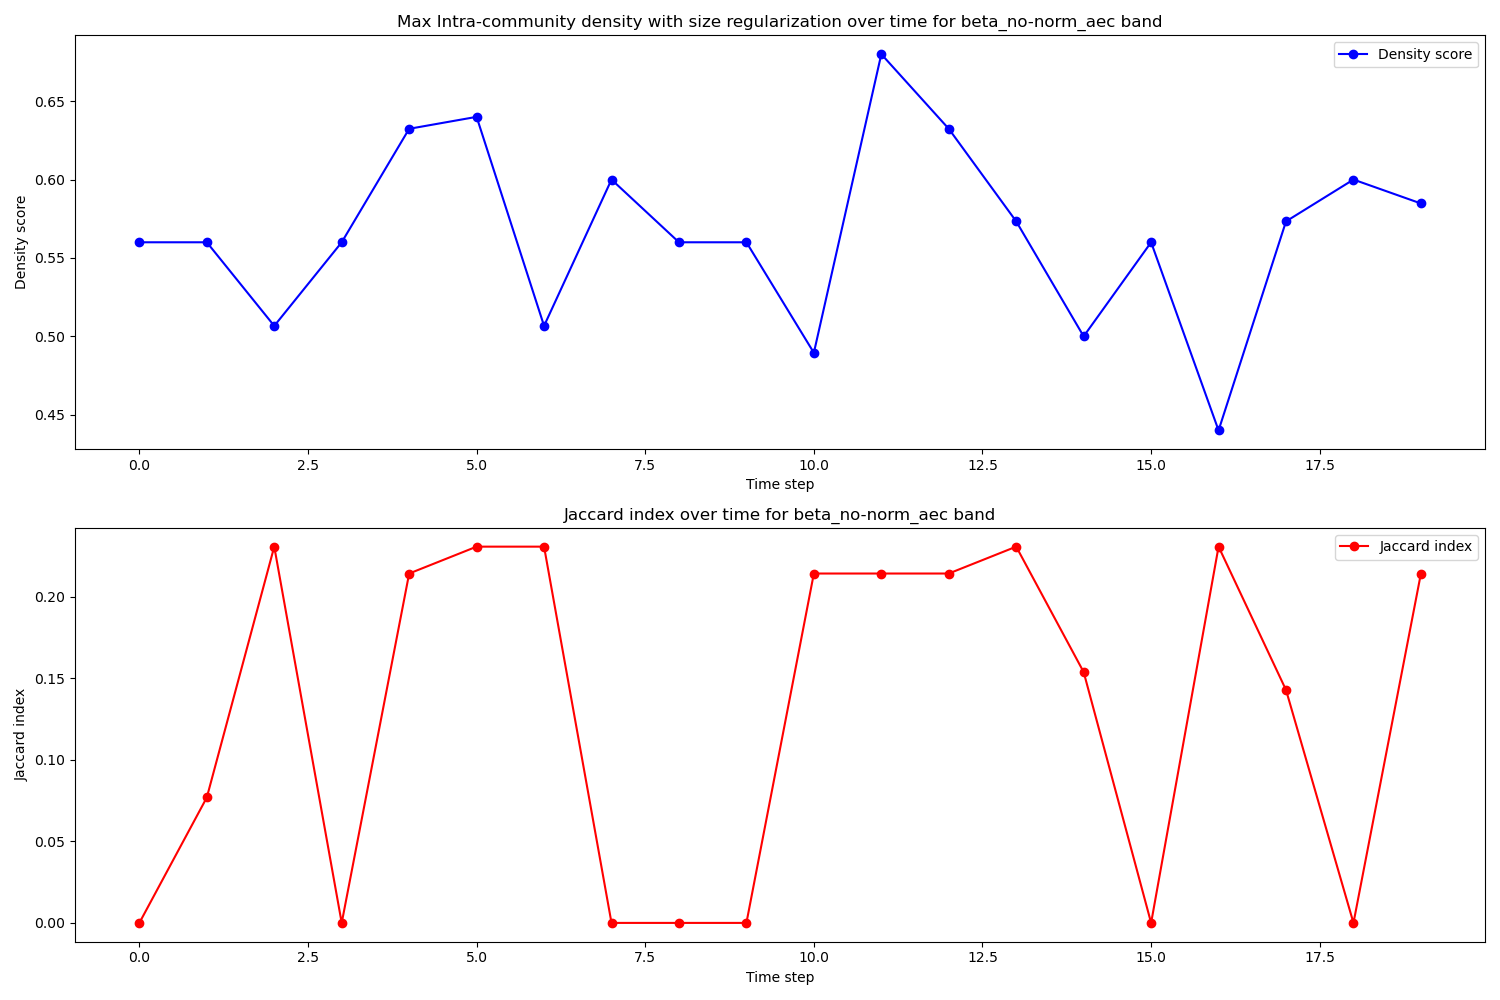 Max Intra-community density with size regularization over time for beta_no-norm_aec band
Density score
0.65
0.60
0.55
0.50
0.45
Density score
0.0 2.5 5.0 7.5 10.0 12.5 15.0 17.5
Time step
Jaccard index over time for beta_no-norm_aec band
Jaccard index
0.20
0.15
0.10
0.05
0.00
Jaccard index
0.0 2.5 5.0 7.5 10.0 12.5 15.0 17.5
Time step